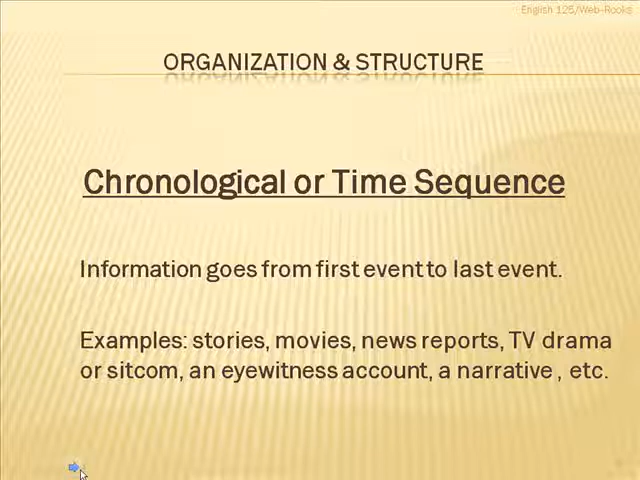 English 125/Web-Rooks
ORGANIZATION & STRUCTURE
Chronological or Time Sequence
Information goes from first event to last event.
Examples: stories, movies, news reports, TV drama
or sitcom, an eyewitness account, a narrative , etc.